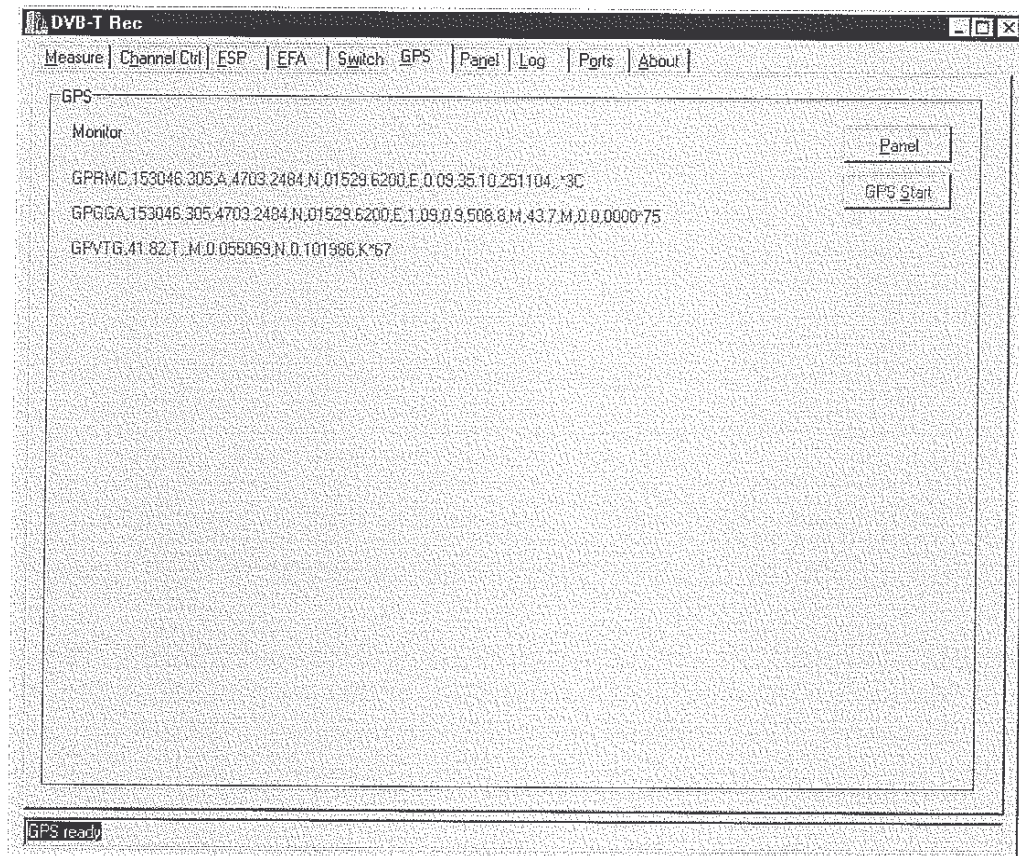 DVB-T Rec
Measure Channel Ctrl FSP EFA Switch GPS Panel Log Ports About
GPS
Monitor
Panel
GPRMC,153046.305,A,4703.2484,N,01529.6200,E,0.09,35.10,251104,,*3C
GPS Start
GPGGA,153046.305,4703.2484,N,01529.6200,E,1,09,0.9,508.8,M,43.7,M,0.0,0000*75
GPVTG,41.82,T,,M,0.055069,N,0.101986,K*67
GPS ready